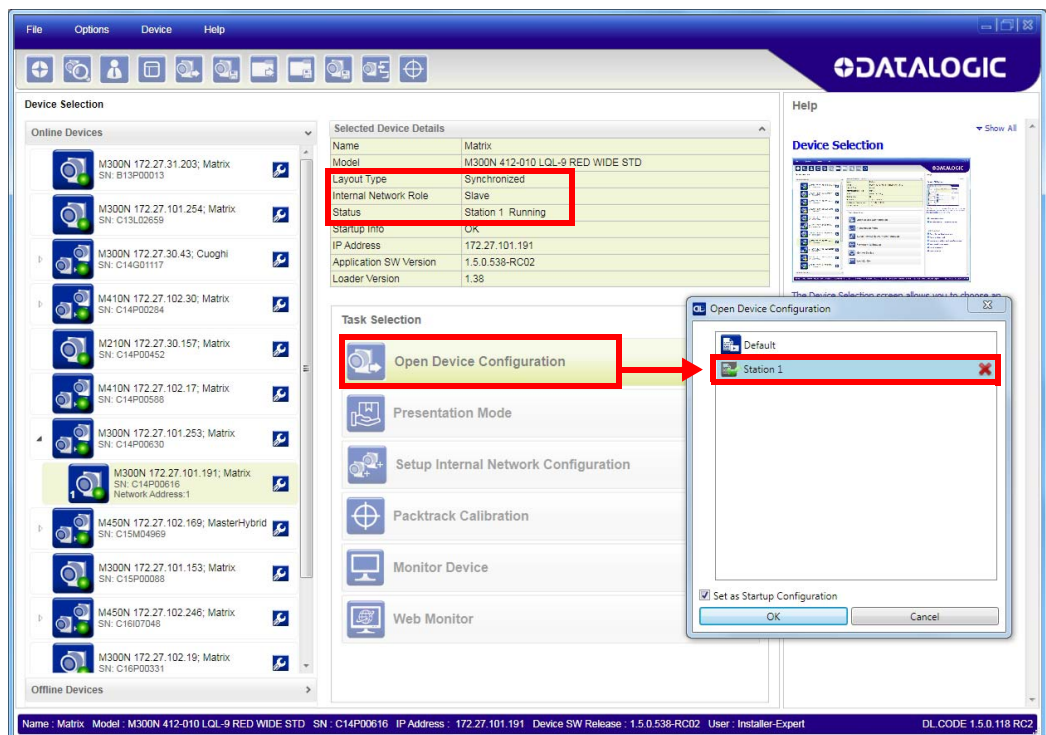 File Options Device Help
DATALOGIC
Device Selection
Online Devices
M300N 172.27.31.203; Matrix
SN: B13P00013
M300N 172.27.101.254; Matrix
SN: C13L02659
M300N 172.27.30.43; Cuoghi
SN: C14G01117
M410N 172.27.102.30; Matrix
SN: C14P00284
M210N 172.27.30.157; Matrix
SN: C14P00452
M410N 172.27.102.17; Matrix
SN: C14P00588
M300N 172.27.101.253; Matrix
SN: C14P00630
M300N 172.27.101.191; Matrix
SN: C14P00616
Network Address:1
1
M450N 172.27.102.169; MasterHybrid
SN: C15M04969
M300N 172.27.101.153; Matrix
SN: C15P00088
M450N 172.27.102.246; Matrix
SN: C16I07048
M300N 172.27.102.19; Matrix
SN: C16P00331
Offline Devices
Selected Device Details
Name Matrix
Model M300N 412-010 LQL-9 RED WIDE STD
Layout Type Synchronized
Internal Network Role Slave
Status Station 1 Running
Startup Info OK
IP Address 172.27.101.191
Application SW Version 1.5.0.538-RC02
Loader Version 1.38
Task Selection
Open Device Configuration
Presentation Mode
Setup Internal Network Configuration
Packtrack Calibration
Monitor Device
Web Monitor
Help
Show All
Device Selection
The Device Selection screen allows you to choose an
DL Open Device Configuration
Default
Station 1
Set as Startup Configuration
OK Cancel
Name : Matrix Model : M300N 412-010 LQL-9 RED WIDE STD SN : C14P00616 IP Address : 172.27.101.191 Device SW Release : 1.5.0.538-RC02 User : Installer-Expert DL.CODE 1.5.0.118 RC2